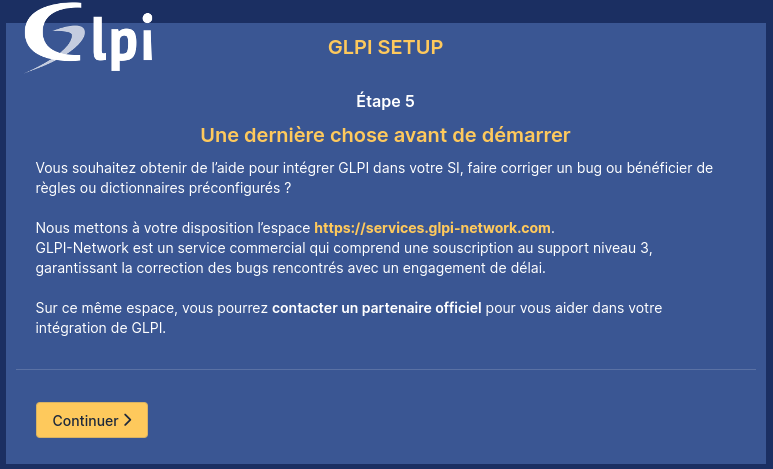 Glpi
GLPI SETUP
Étape 5
Une dernière chose avant de démarrer
Vous souhaitez obtenir de l’aide pour intégrer GLPI dans votre SI, faire corriger un bug ou bénéficier de
règles ou dictionnaires préconfigurés ?
Nous mettons à votre disposition l’espace https://services.glpi-network.com.
GLPI-Network est un service commercial qui comprend une souscription au support niveau 3,
garantissant la correction des bugs rencontrés avec un engagement de délai.
Sur ce même espace, vous pourrez contacter un partenaire officiel pour vous aider dans votre
intégration de GLPI.
Continuer